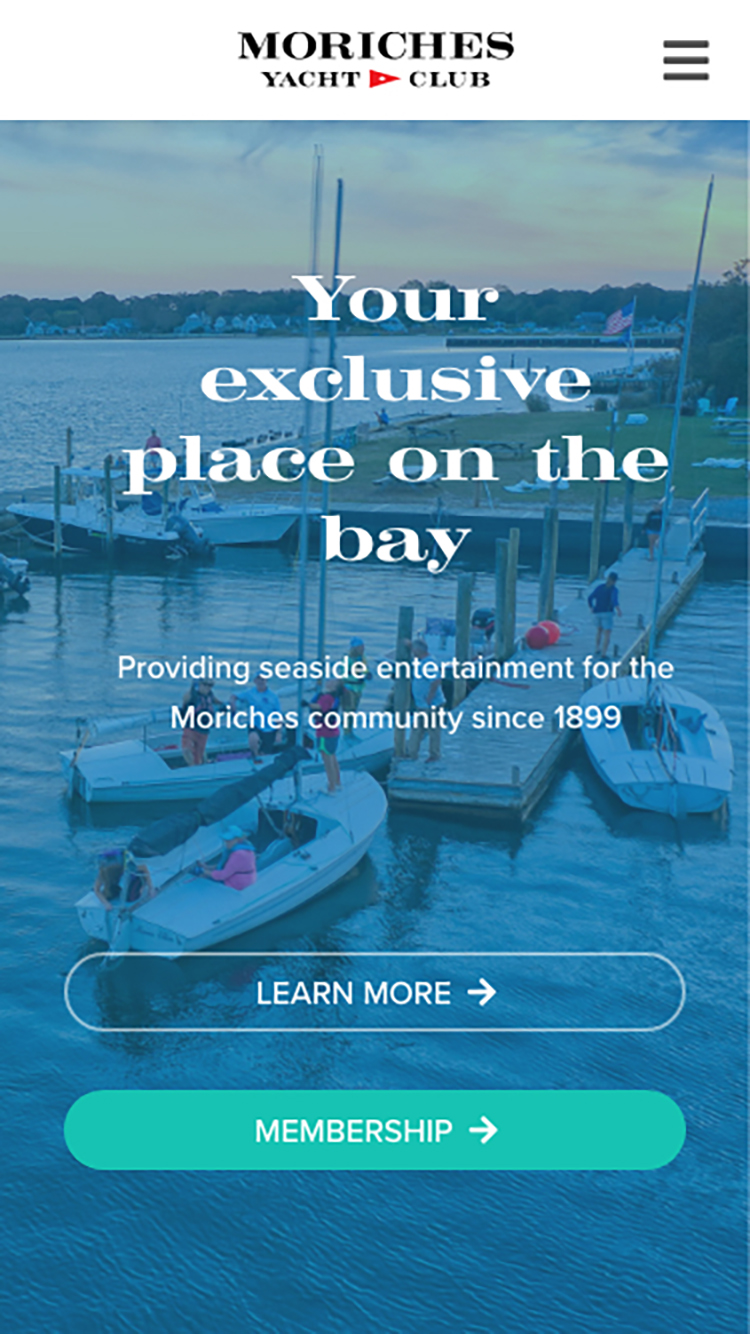 MORICHES
YACHT CLUB
Your
exclusive
place on the
bay
Providing seaside entertainment for the
Moriches community since 1899
LEARN MORE →
MEMBERSHIP →